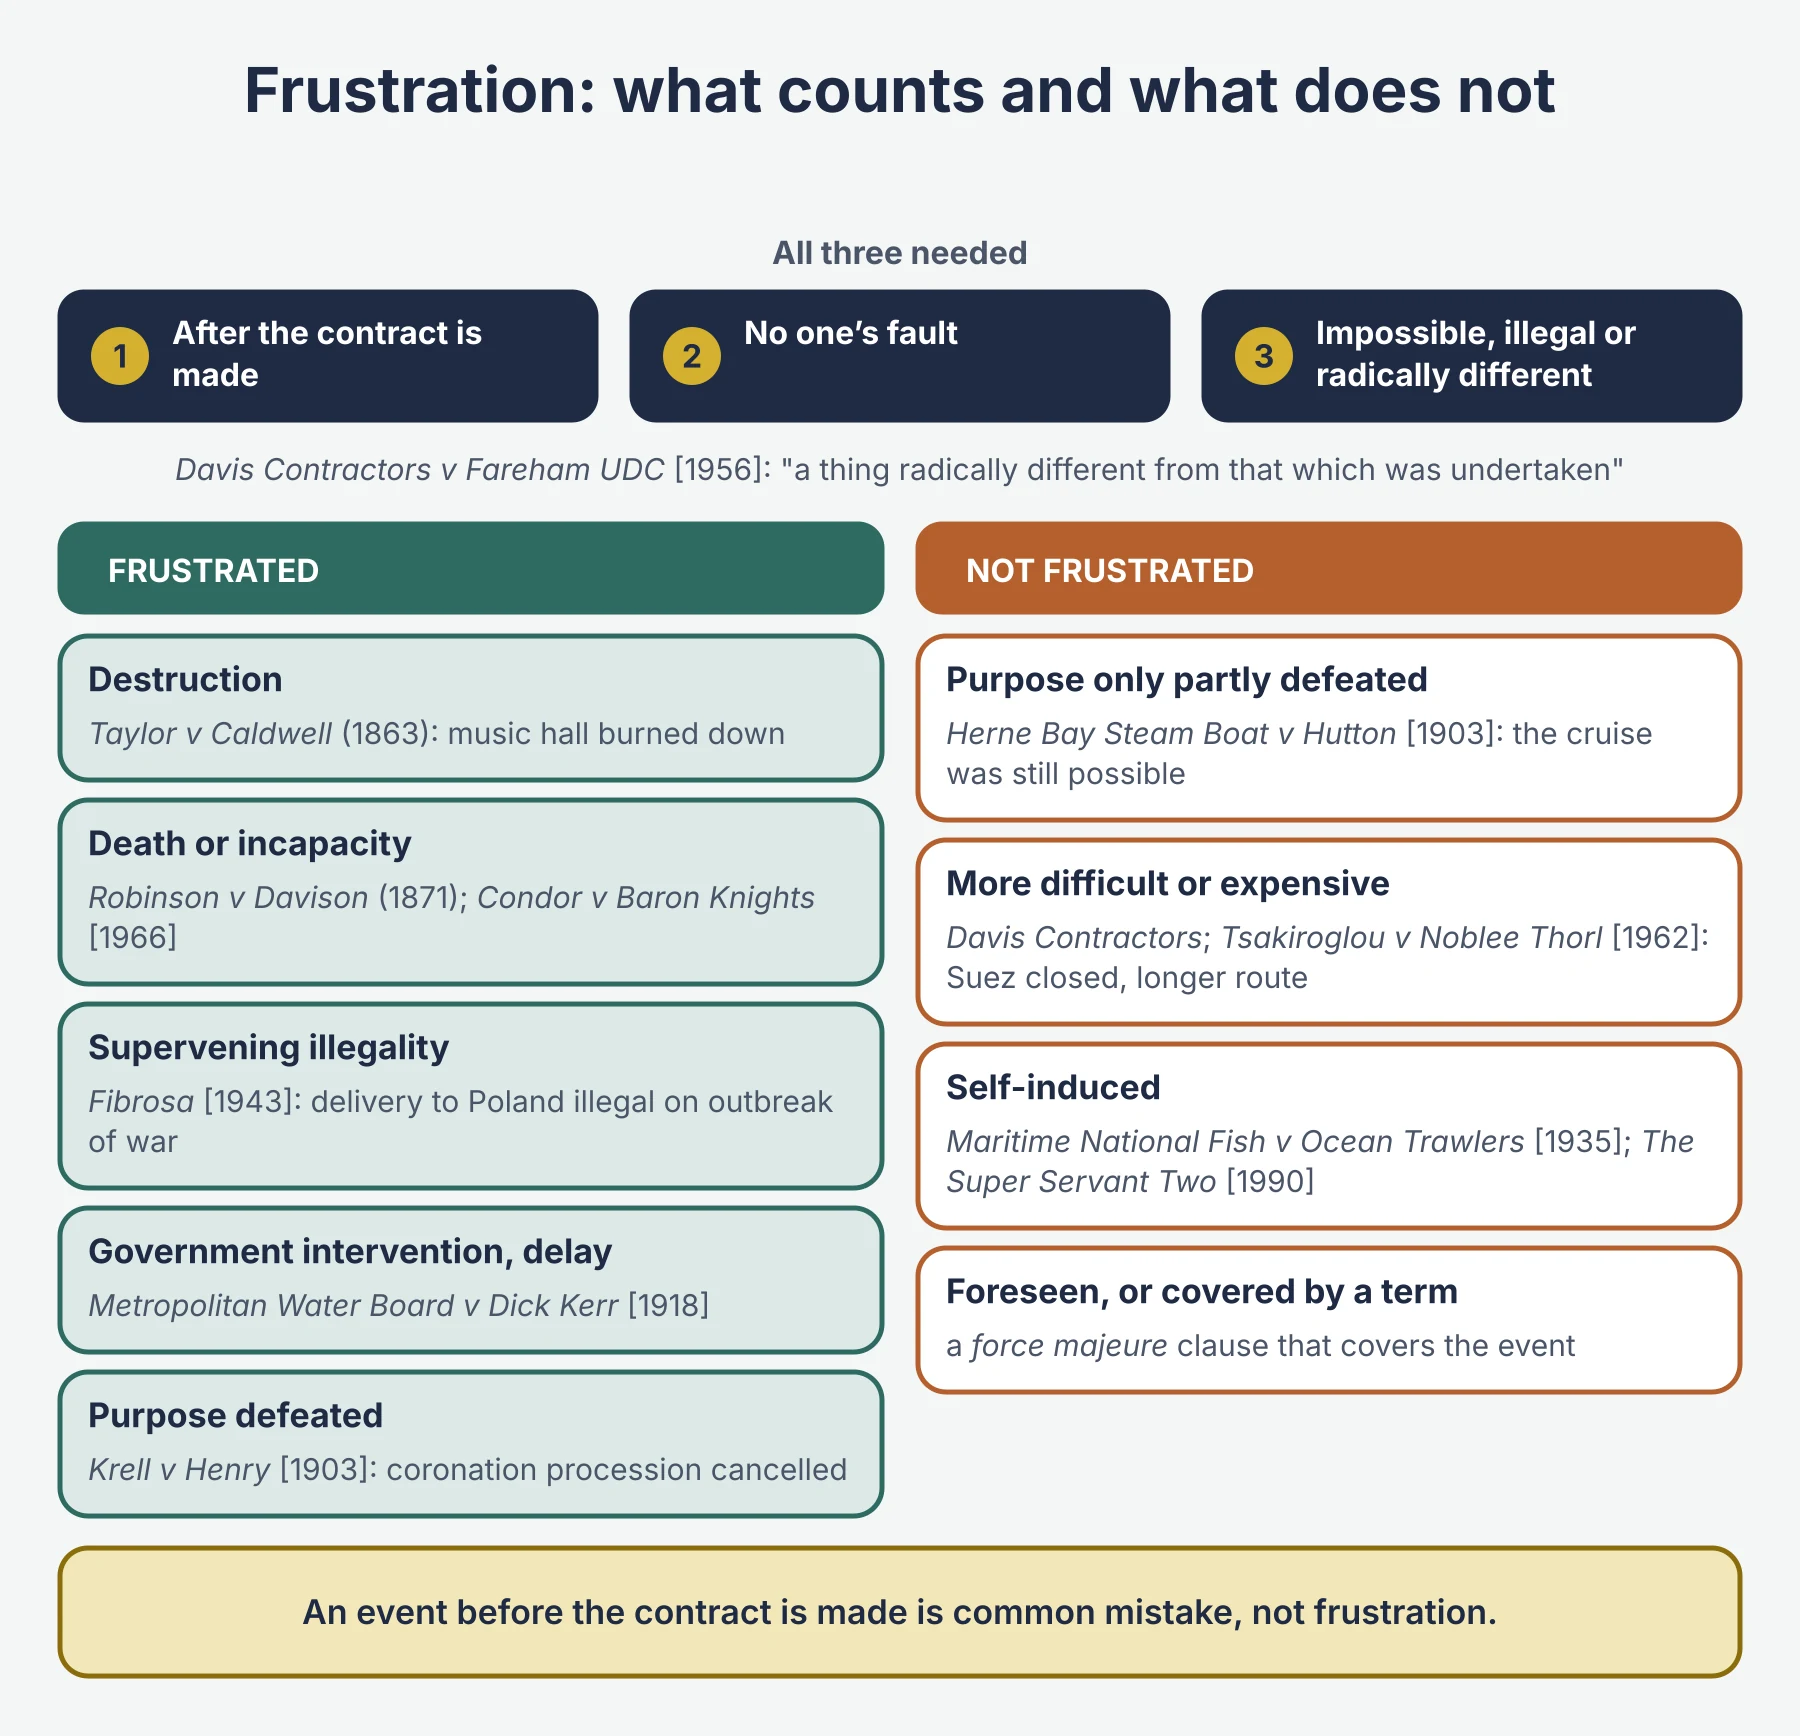 Frustration: what counts and what does not
All three needed
1
After the contract is
made
2
No one’s fault
3
Impossible, illegal or
radically different
Davis Contractors v Fareham UDC [1956]: "a thing radically different from that which was undertaken"
FRUSTRATED
Destruction
Taylor v Caldwell (1863): music hall burned down
Death or incapacity
Robinson v Davison (1871); Condor v Baron Knights
[1966]
Supervening illegality
Fibrosa [1943]: delivery to Poland illegal on outbreak
of war
Government intervention, delay
Metropolitan Water Board v Dick Kerr [1918]
Purpose defeated
Krell v Henry [1903]: coronation procession cancelled
NOT FRUSTRATED
Purpose only partly defeated
Herne Bay Steam Boat v Hutton [1903]: the cruise
was still possible
More difficult or expensive
Davis Contractors; Tsakiroglou v Noblee Thorl [1962]:
Suez closed, longer route
Self-induced
Maritime National Fish v Ocean Trawlers [1935]; The
Super Servant Two [1990]
Foreseen, or covered by a term
a force majeure clause that covers the event
An event before the contract is made is common mistake, not frustration.